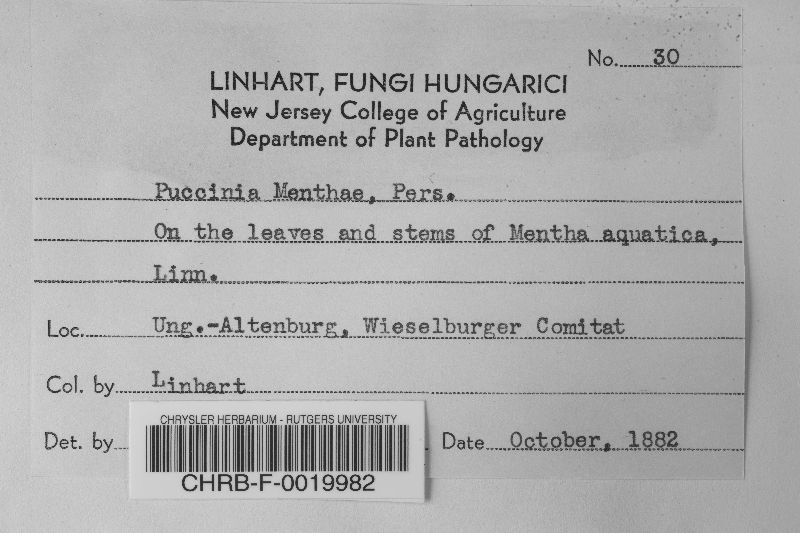 No. 30
LINHART, FUNGI HUNGARICI
New Jersey College of Agriculture
Department of Plant Pathology
Puccinia Menthae, Pers.
On the leaves and stems of Mentha aquatica,
Linn.
Loc. Ung.-Altenburg, Wieselburger Comitat
Col. by Linhart
Det. by
Date October, 1882
CHRYSLER HERBARIUM - RUTGERS UNIVERSITY
CHRB-F-0019982